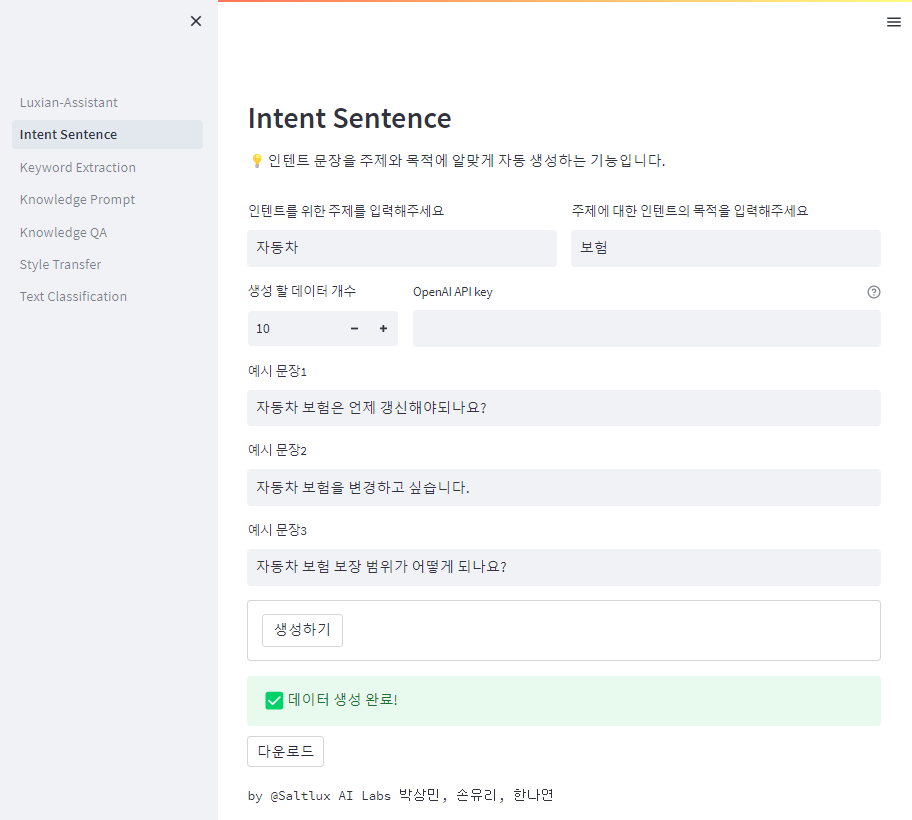 Luxian-Assistant
Intent Sentence
Keyword Extraction
Knowledge Prompt
Knowledge QA
Style Transfer
Text Classification
Intent Sentence
💡 인텐트 문장을 주제와 목적에 알맞게 자동 생성하는 기능입니다.
인텐트를 위한 주제를 입력해주세요
자동차
주제에 대한 인텐트의 목적을 입력해주세요
보험
생성 할 데이터 개수
10
OpenAI API key
예시 문장1
자동차 보험은 언제 갱신해야되나요?
예시 문장2
자동차 보험을 변경하고 싶습니다.
예시 문장3
자동차 보험 보장 범위가 어떻게 되나요?
생성하기
✅ 데이터 생성 완료!
다운로드
by @Saltlux AI Labs 박상민, 손유리, 한나연